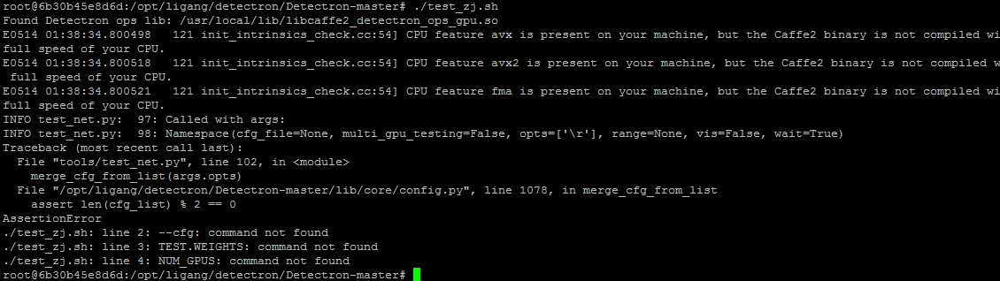 root@6b30b45e8d6d:/opt/ligang/detectron/Detectron-master# ./test_zj.sh
Found Detectron ops lib: /usr/local/lib/libcaffe2_detectron_ops_gpu.so
E0514 01:38:34.800498   121 init_intrinsics_check.cc:54] CPU feature avx is present on your machine, but the Caffe2 binary is not compiled wi
full speed of your CPU.
E0514 01:38:34.800518   121 init_intrinsics_check.cc:54] CPU feature avx2 is present on your machine, but the Caffe2 binary is not compiled w
 full speed of your CPU.
E0514 01:38:34.800521   121 init_intrinsics_check.cc:54] CPU feature fma is present on your machine, but the Caffe2 binary is not compiled wi
full speed of your CPU.
INFO test_net.py:  97: Called with args:
INFO test_net.py:  98: Namespace(cfg_file=None, multi_gpu_testing=False, opts=['\r'], range=None, vis=False, wait=True)
Traceback (most recent call last):
  File "tools/test_net.py", line 102, in <module>
    merge_cfg_from_list(args.opts)
  File "/opt/ligang/detectron/Detectron-master/lib/core/config.py", line 1078, in merge_cfg_from_list
    assert len(cfg_list) % 2 == 0
AssertionError
./test_zj.sh: line 2: --cfg: command not found
./test_zj.sh: line 3: TEST.WEIGHTS: command not found
./test_zj.sh: line 4: NUM_GPUS: command not found
root@6b30b45e8d6d:/opt/ligang/detectron/Detectron-master#